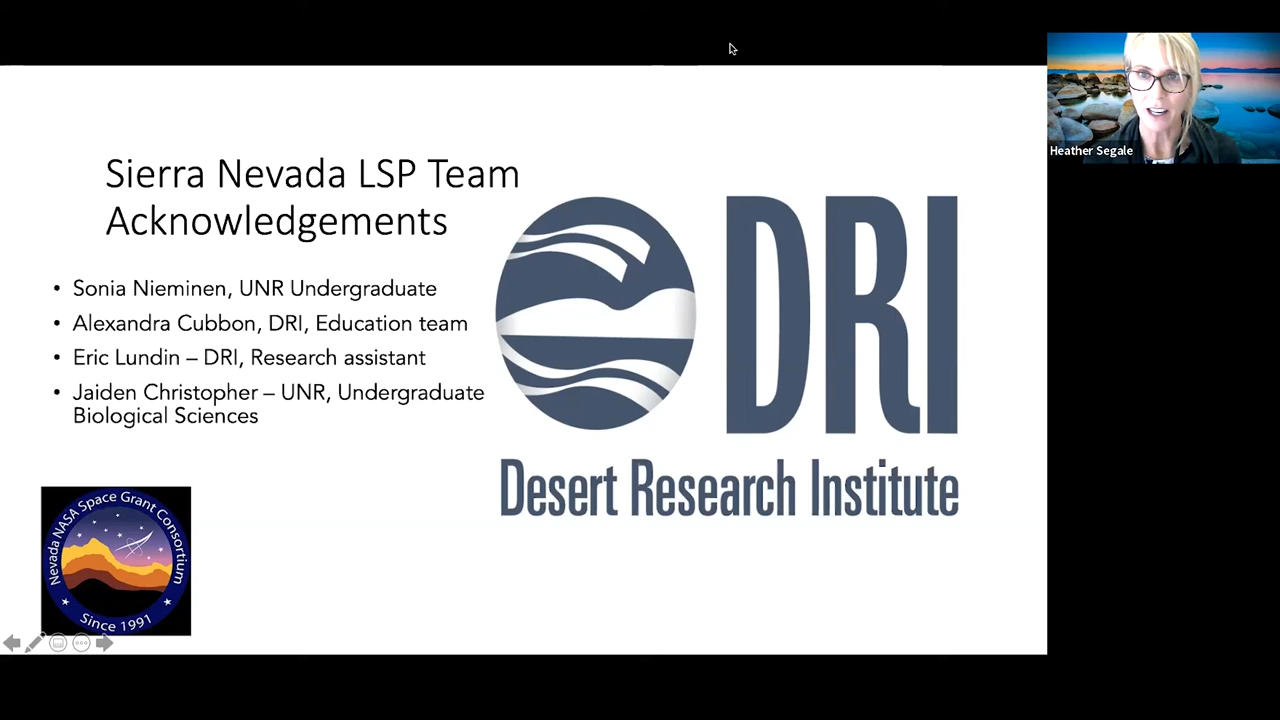 Heather Segale
Sierra Nevada LSP Team
Acknowledgements
• Sonia Nieminen, UNR Undergraduate
• Alexandra Cubbon, DRI, Education team
• Eric Lundin – DRI, Research assistant
• Jaiden Christopher – UNR, Undergraduate
Biological Sciences
DRI
Desert Research Institute
Nevada NASA Space Grant Consortium
Since 1991